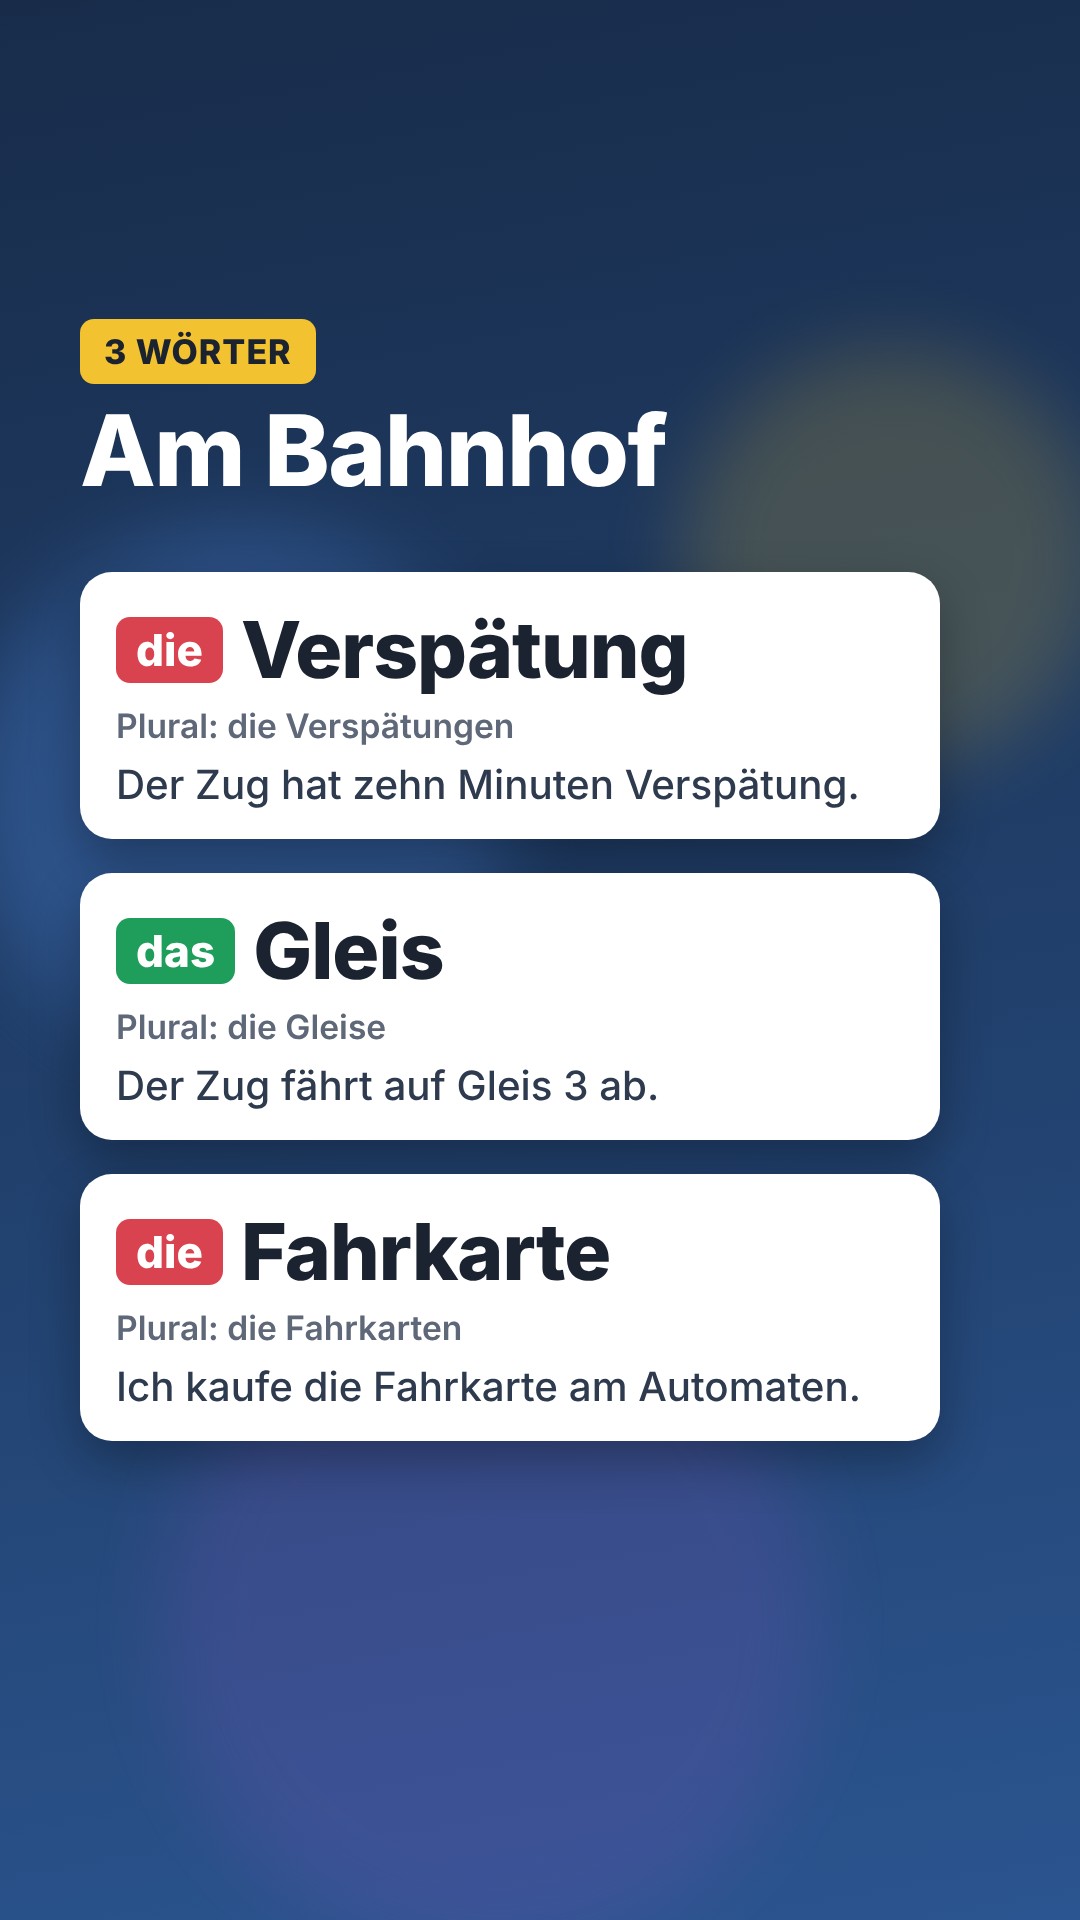 3 WÖRTER
Am Bahnhof
die Verspätung
Plural: die Verspätungen
Der Zug hat zehn Minuten Verspätung.
das Gleis
Plural: die Gleise
Der Zug fährt auf Gleis 3 ab.
die Fahrkarte
Plural: die Fahrkarten
Ich kaufe die Fahrkarte am Automaten.